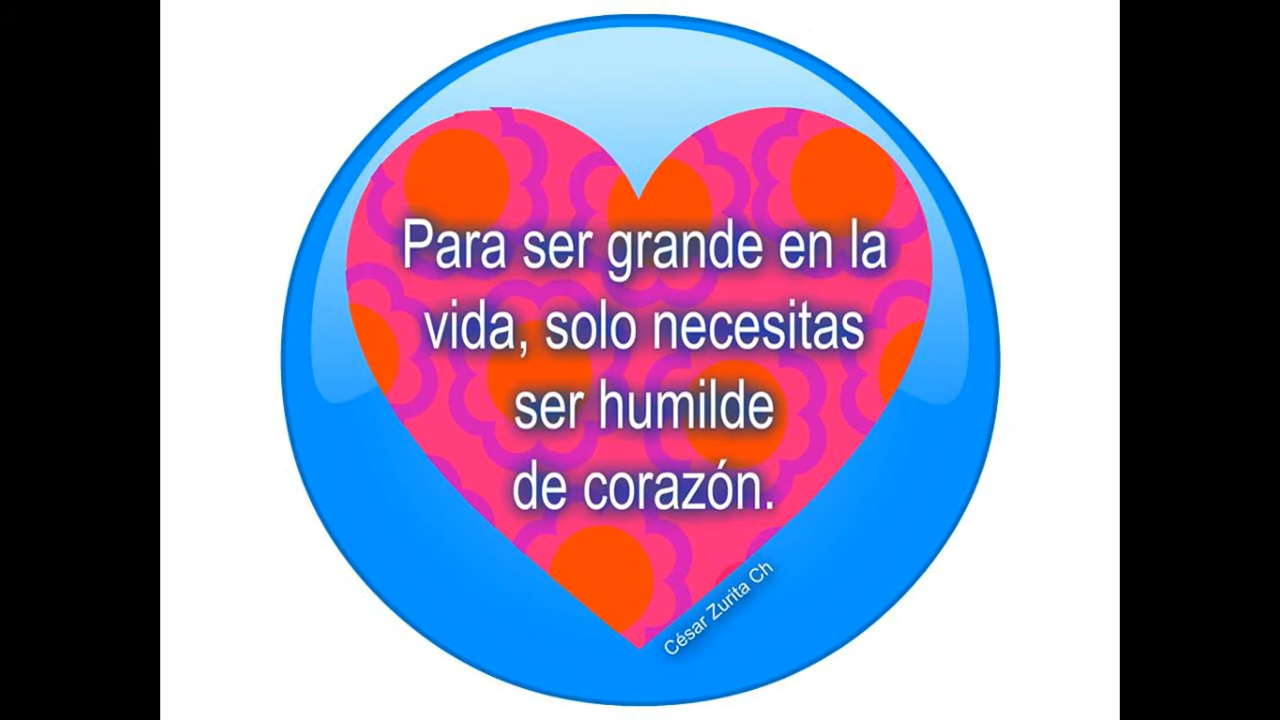 Para ser grande en la
vida, solo necesitas
ser humilde
de corazón.
César Zurita Ch